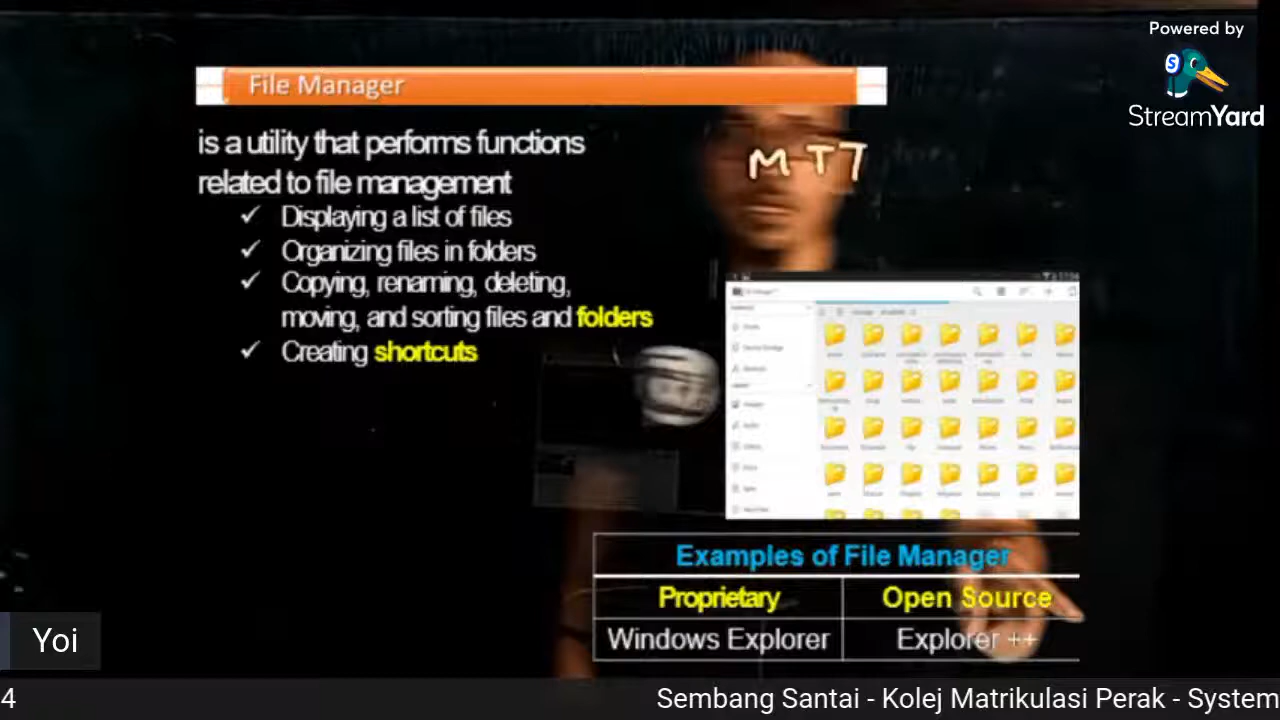 Powered by
StreamYard
File Manager
is a utility that performs functions
related to file management
✓ Displaying a list of files
✓ Organizing files in folders
✓ Copying, renaming, deleting,
moving, and sorting files and folders
✓ Creating shortcuts
MTT
Examples of File Manager
Proprietary Open Source
Windows Explorer Explorer ++
Yoi
4
Sembang Santai - Kolej Matrikulasi Perak - System